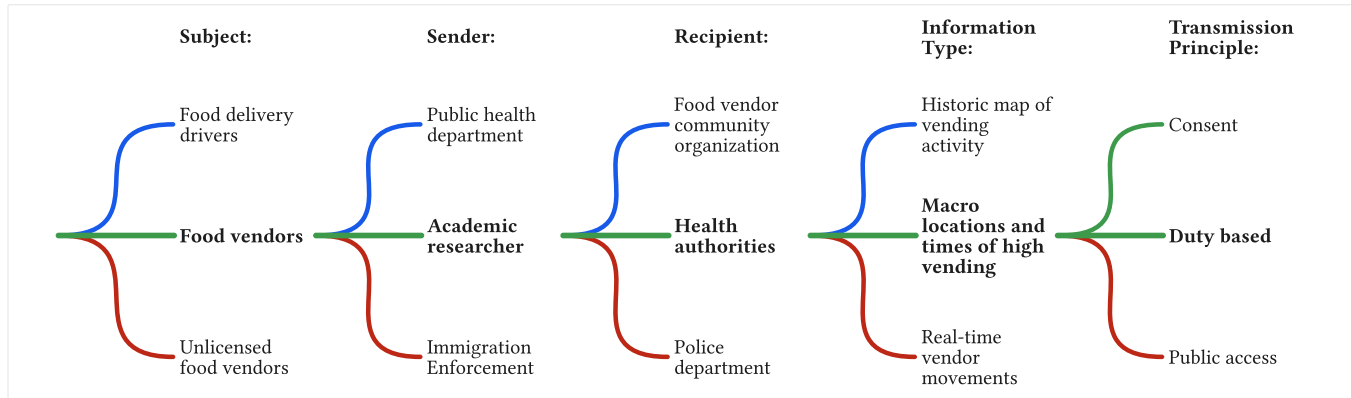 Subject:
Sender:
Recipient:
Information
Type:
Transmission
Principle:
Food delivery
drivers
Public health
department
Food vendor
community
organization
Historic map of
vending
activity
Consent
Food vendors
Academic
researcher
Health
authorities
Macro
locations and
times of high
vending
Duty based
Unlicensed
food vendors
Immigration
Enforcement
Police
department
Real-time
vendor
movements
Public access